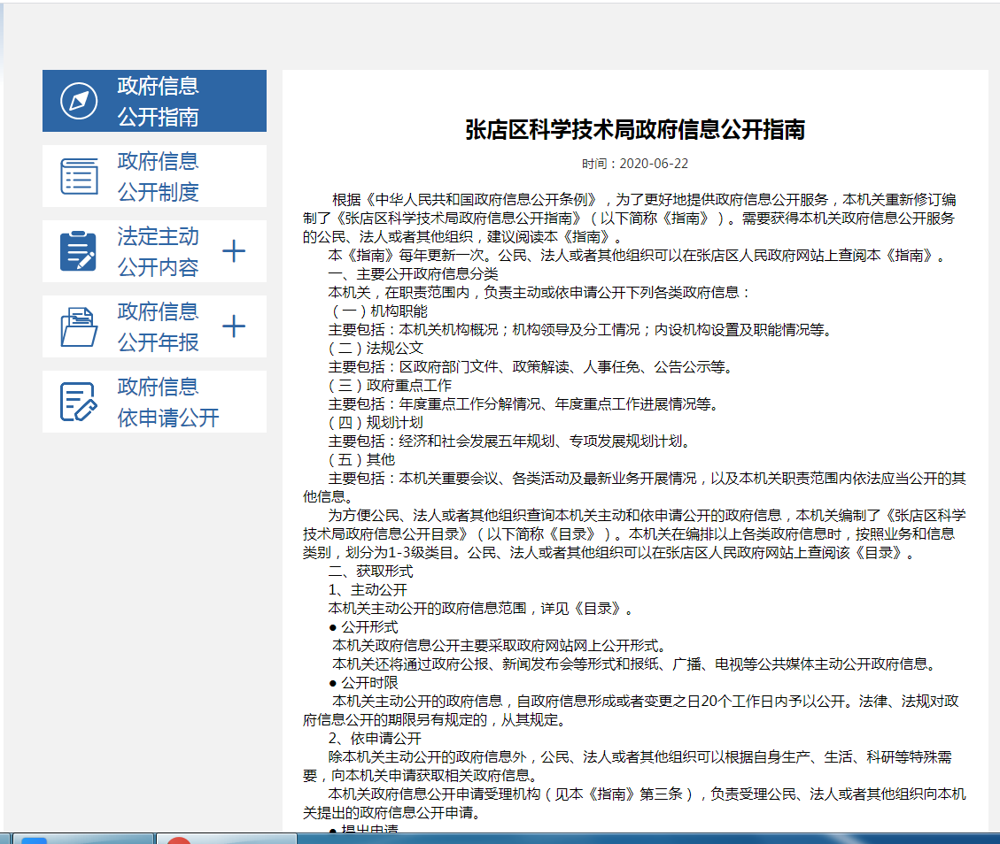 政府信息
公开指南
政府信息
公开制度
法定主动
公开内容
政府信息
公开年报
政府信息
依申请公开
张店区科学技术局政府信息公开指南
时间：2020-06-22
根据《中华人民共和国政府信息公开条例》，为了更好地提供政府信息公开服务，本机关重新修订编
制了《张店区科学技术局政府信息公开指南》（以下简称《指南》）。需要获得本机关政府信息公开服务
的公民、法人或者其他组织，建议阅读本《指南》。
本《指南》每年更新一次。公民、法人或者其他组织可以在张店区人民政府网站上查阅本《指南》。
一、主要公开政府信息分类
本机关，在职责范围内，负责主动或依申请公开下列各类政府信息：
（一）机构职能
主要包括：本机关机构概况；机构领导及分工情况；内设机构设置及职能情况等。
（二）法规公文
主要包括：区政府部门文件、政策解读、人事任免、公告公示等。
（三）政府重点工作
主要包括：年度重点工作分解情况、年度重点工作进展情况等。
（四）规划计划
主要包括：经济和社会发展五年规划、专项发展规划计划。
（五）其他
主要包括：本机关重要会议、各类活动及最新业务开展情况，以及本机关职责范围内依法应当公开的其
他信息。
为方便公民、法人或者其他组织查询本机关主动和依申请公开的政府信息，本机关编制了《张店区科学
技术局政府信息公开目录》（以下简称《目录》）。本机关在编排以上各类政府信息时，按照业务和信息
类别，划分为1-3级类目。公民、法人或者其他组织可以在张店区人民政府网站上查阅该《目录》。
二、获取形式
1、主动公开
本机关主动公开的政府信息范围，详见《目录》。
● 公开形式
本机关政府信息公开主要采取政府网站网上公开形式。
本机关还将通过政府公报、新闻发布会等形式和报纸、广播、电视等公共媒体主动公开政府信息。
● 公开时限
本机关主动公开的政府信息，自政府信息形成或者变更之日20个工作日内予以公开。法律、法规对政
府信息公开的期限另有规定的，从其规定。
2、依申请公开
除本机关主动公开的政府信息外，公民、法人或者其他组织可以根据自身生产、生活、科研等特殊需
要，向本机关申请获取相关政府信息。
本机关政府信息公开申请受理机构（见本《指南》第三条），负责受理公民、法人或者其他组织向本机
关提出的政府信息公开申请。
● 提出申请